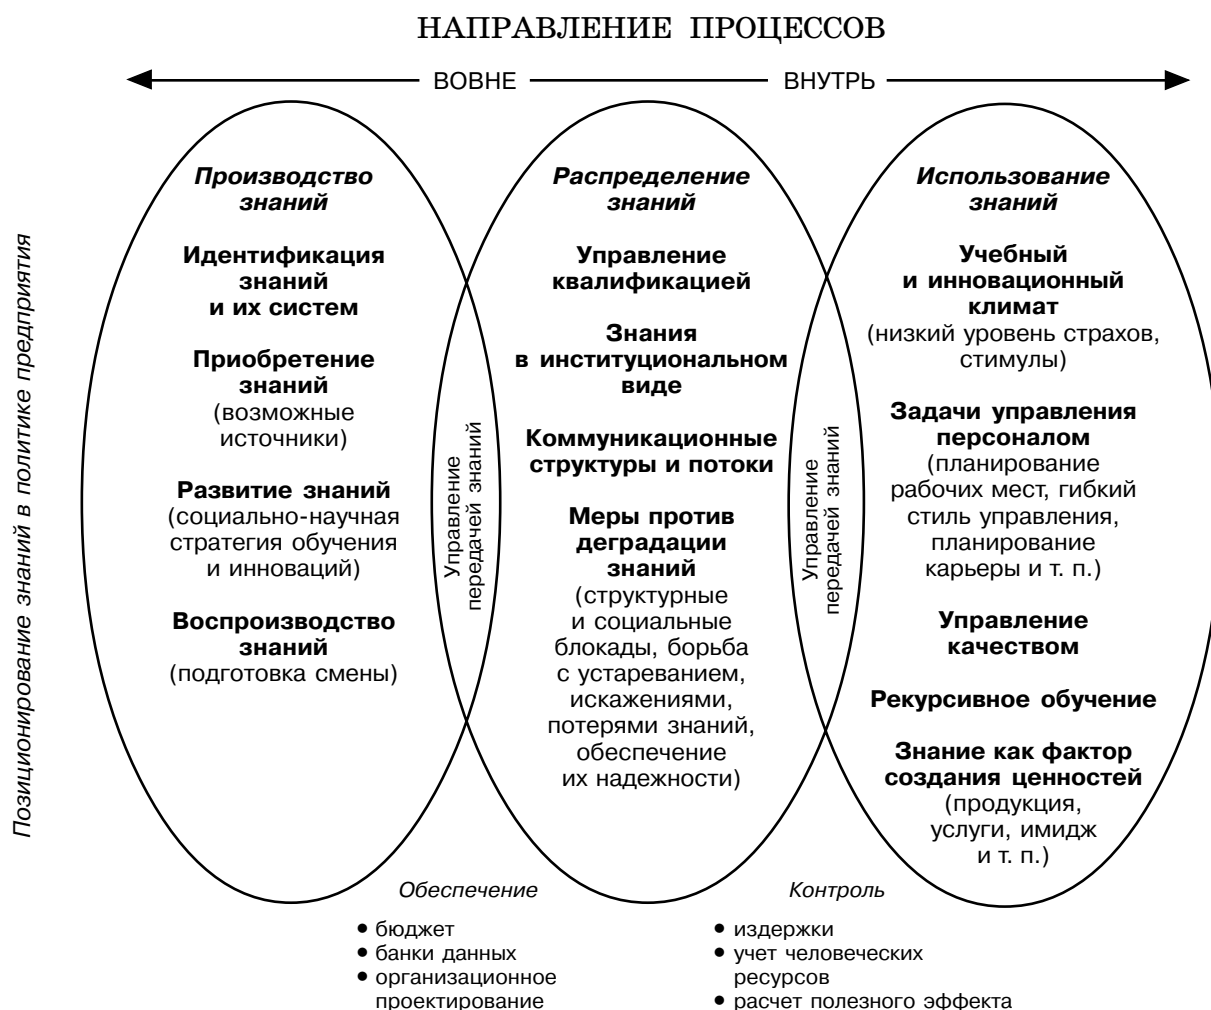 НАПРАВЛЕНИЕ ПРОЦЕССОВ
ВОВНЕ
ВНУТРЬ
Позиционирование знаний в политике предприятия
Производство
знаний
Идентификация
знаний
и их систем
Приобретение
знаний
(возможные
источники)
Развитие знаний
(социально-научная
стратегия обучения
и инноваций)
Воспроизводство
знаний
(подготовка смены)
Управление
передачей знаний
Распределение
знаний
Управление
квалификацией
Знания
в институциональном
виде
Коммуникационные
структуры и потоки
Меры против
деградации
знаний
(структурные
и социальные
блокады, борьба
с устареванием,
искажениями,
потерями знаний,
обеспечение
их надежности)
Управление
передачей знаний
Использование
знаний
Учебный
и инновационный
климат
(низкий уровень страхов,
стимулы)
Задачи управления
персоналом
(планирование
рабочих мест, гибкий
стиль управления,
планирование
карьеры и т. п.)
Управление
качеством
Рекурсивное обучение
Знание как фактор
создания ценностей
(продукция,
услуги, имидж
и т. п.)
Обеспечение
• бюджет
• банки данных
• организационное
проектирование
Контроль
• издержки
• учет человеческих
ресурсов
• расчет полезного эффекта